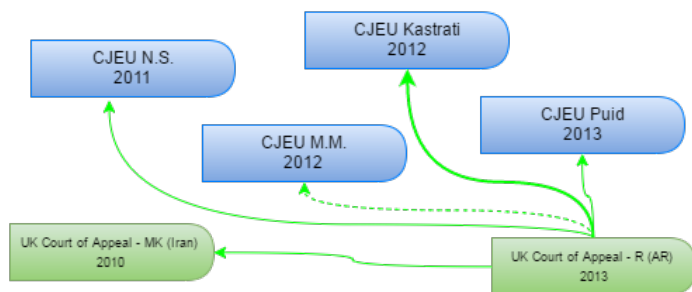 CJEU N.S.
2011
CJEU Kastrati
2012
CJEU M.M.
2012
CJEU Puid
2013
UK Court of Appeal - MK (Iran)
2010
UK Court of Appeal - R (AR)
2013